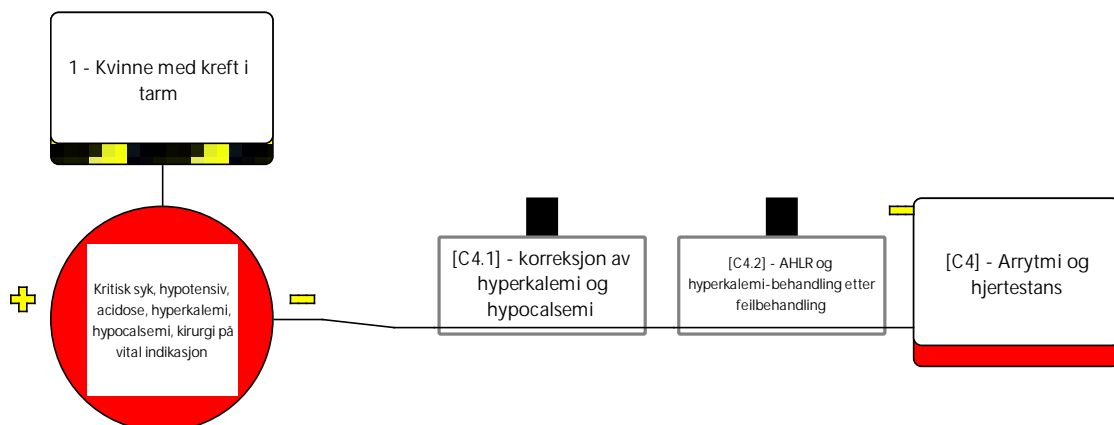 1 - Kvinne med kreft i
tarm
Kritisk syk, hypotensiv,
acidose, hyperkalemi,
hypocalsemi, kirurgi på
vital indikasjon
[C4.1] - korreksjon av
hyperkalemi og
hypocalsemi
[C4.2] - AHLR og
hyperkalemi-behandling etter
feilbehandling
[C4] - Arrytmi og
hjertestans